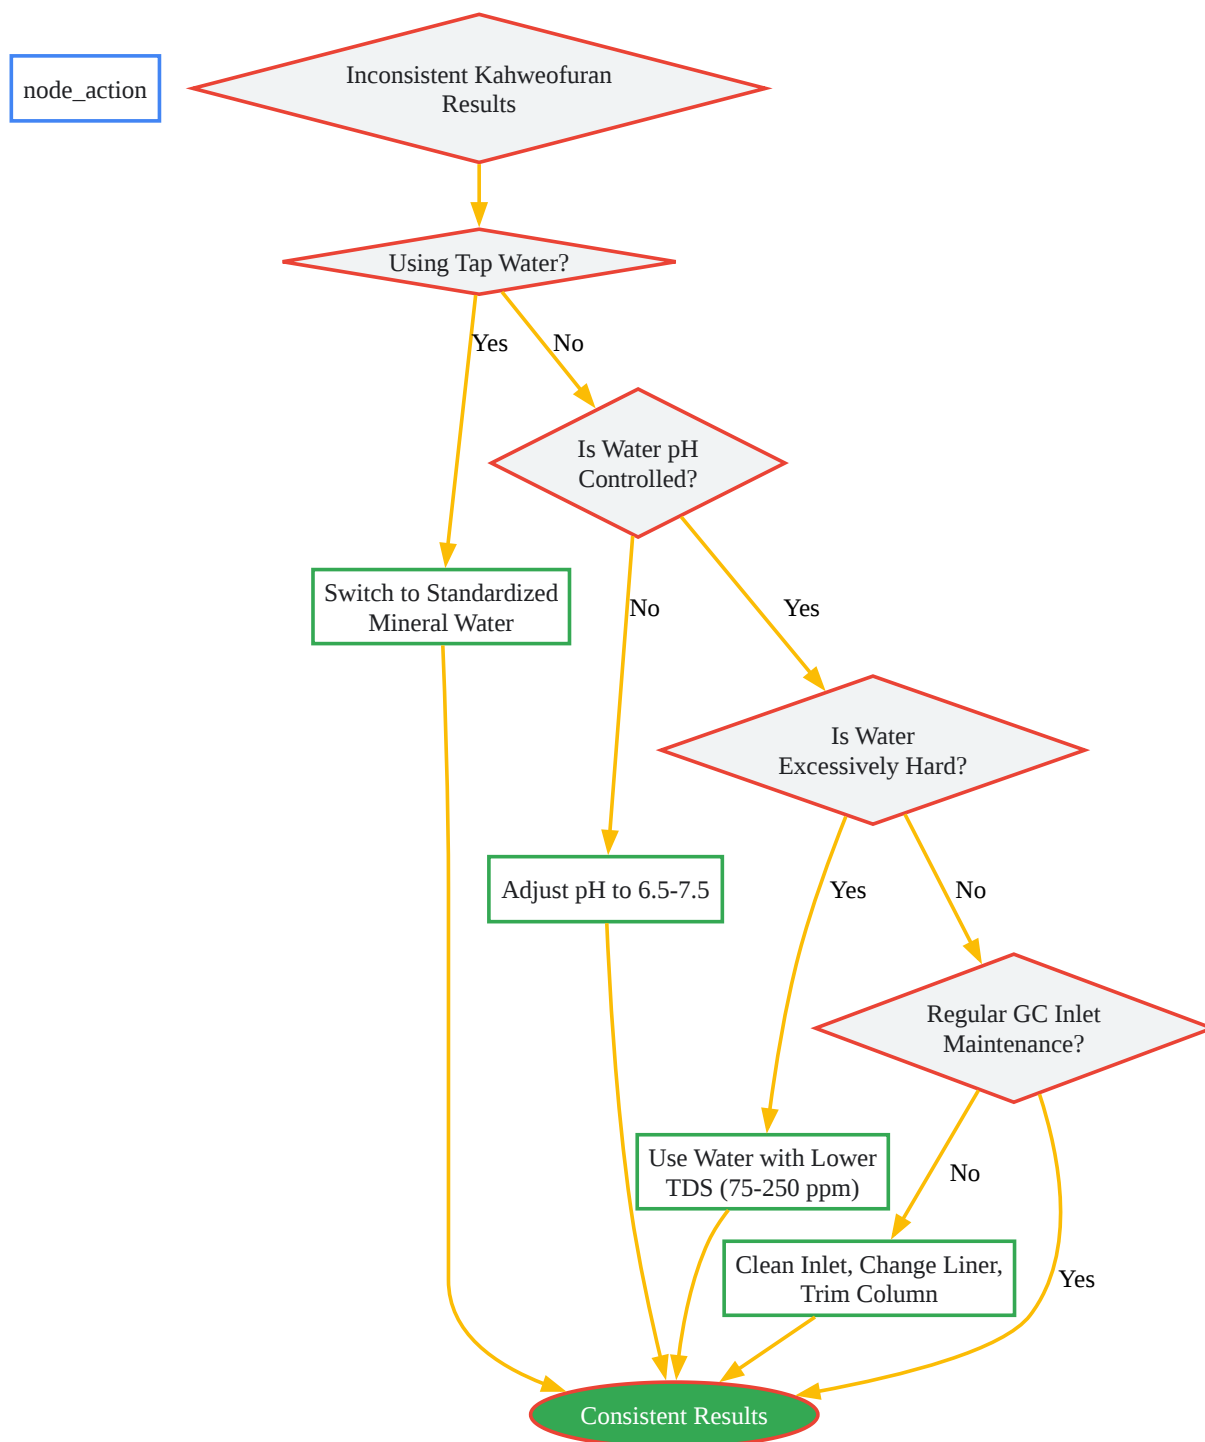 node_action
Inconsistent Kahweofuran
Results
Using Tap Water?
Yes
No
Is Water pH
Controlled?
Switch to Standardized
Mineral Water
No
Yes
Is Water
Excessively Hard?
Adjust pH to 6.5-7.5
Yes
No
Regular GC Inlet
Maintenance?
Use Water with Lower
TDS (75-250 ppm)
No
Clean Inlet, Change Liner,
Trim Column
Yes
Consistent Results